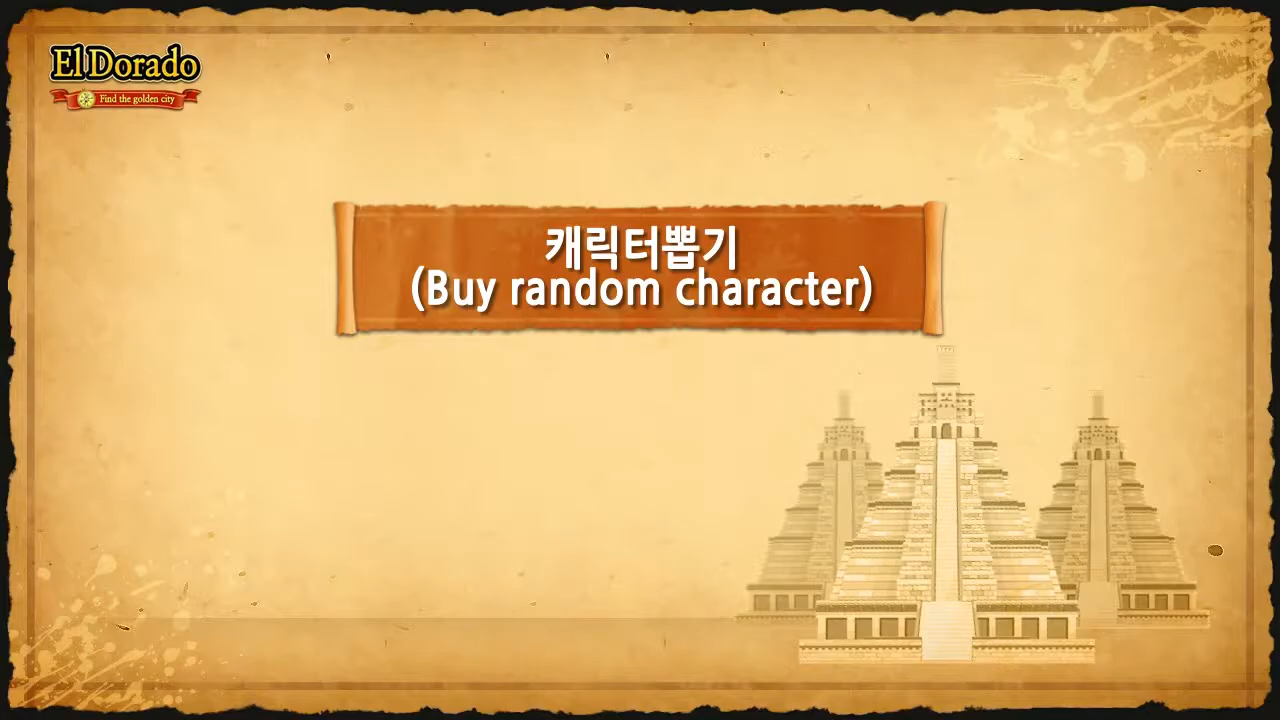 El Dorado
Find the golden city
캐릭터뽑기
(Buy random character)